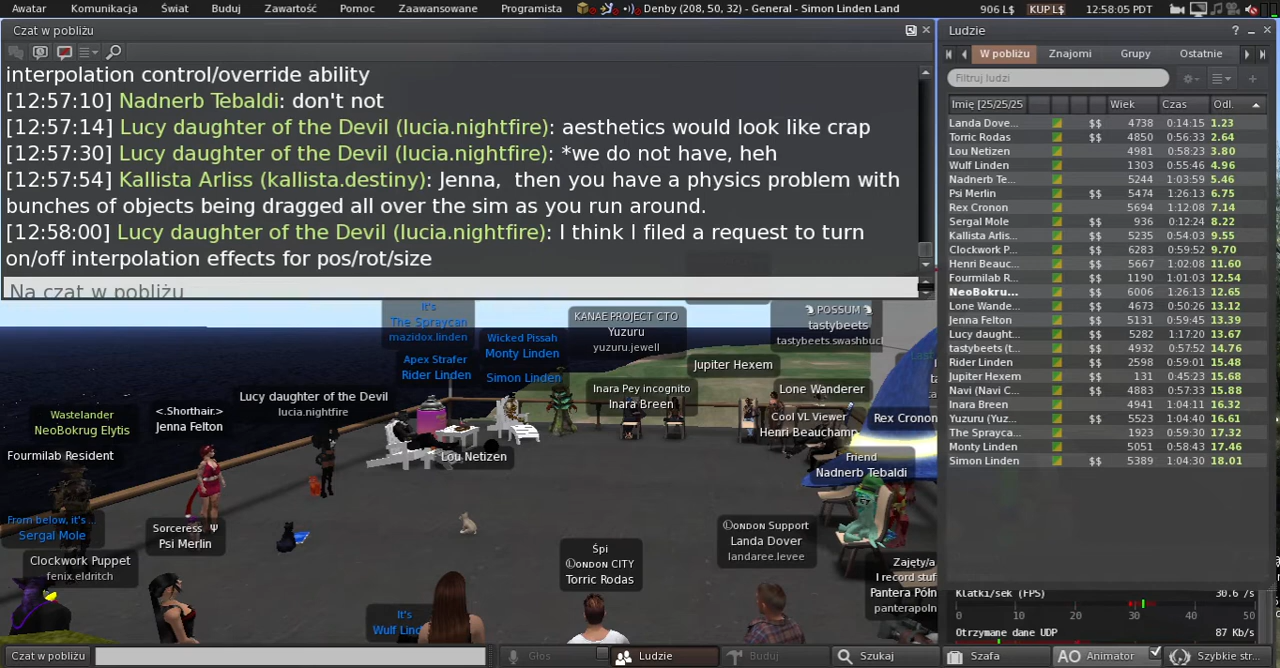 Awatar Komunikacja Świat Buduj Zawartość Pomoc Zaawansowane Programista Denby (208, 50, 32) - General - Simon Linden Land 906 L$ KUP L$ 12:58:05 PDT
Czat w pobliżu
interpolation control/override ability
[12:57:10] Nadnerb Tebaldi: don't not
[12:57:14] Lucy daughter of the Devil (lucia.nightfire): aesthetics would look like crap
[12:57:30] Lucy daughter of the Devil (lucia.nightfire): *we do not have, heh
[12:57:54] Kallista Arliss (kallista.destiny): Jenna, then you have a physics problem with
bunches of objects being dragged all over the sim as you run around.
[12:58:00] Lucy daughter of the Devil (lucia.nightfire): I think I filed a request to turn
on/off interpolation effects for pos/rot/size
Na czat w pobliżu
It's
The Spraycan
mazidox.linden
Apex Strafer
Rider Linden
Wicked Pissah
Monty Linden
Simon Linden
KANAE PROJECT CTO
Yuzuru
yuzuru.jewell
POSSUM
tastybeets
tastybeets.swashbucl
Jupiter Hexem
Inara Pey incognito
Inara Breen
Lone Wanderer
Cool VL Viewer
Henri Beauchamp
Rex Cronon
Lucy daughter of the Devil
lucia.nightfire
<.Shorthair.>
Jenna Felton
Wastelander
NeoBokrug Elytis
Fourmilab Resident
Lou Netizen
Friend
Nadnerb Tebaldi
From below, it's...
Sergal Mole
Sorceress Ψ
Psi Merlin
Clockwork Puppet
fenix.eldritch
It's
Wulf Lind
Śpi
ⓁONDON CITY
Torric Rodas
ⓁONDON Support
Landa Dover
landaree.levee
Zajęty/a
I record stuf
Pantera Półn
panterapoln
Ludzie
W pobliżu Znajomi Grupy Ostatnie
Filtruj ludzi
Imię [25/25/25 Wiek Czas Odl.
Landa Dove... $$ 4738 0:14:15 1.23
Torric Rodas $$ 4850 0:56:33 2.64
Lou Netizen 4981 0:58:23 3.80
Wulf Linden 1303 0:55:46 4.96
Nadnerb Te... 5244 1:03:59 5.46
Psi Merlin $$ 5474 1:26:13 6.75
Rex Cronon 5694 1:12:08 7.14
Sergal Mole $$ 936 0:12:24 8.22
Kallista Arlis... $$ 5235 0:54:03 9.55
Clockwork P... $$ 6283 0:59:52 9.70
Henri Beauc... $$ 5667 1:02:08 11.60
Fourmilab R... $$ 1190 1:01:03 12.54
NeoBokru... $$ 6006 1:26:13 12.65
Lone Wande... 4673 0:50:26 13.12
Jenna Felton $$ 5131 0:59:45 13.39
Lucy daught... $$ 5282 1:17:20 13.67
tastybeets (t... $$ 4932 0:57:52 14.76
Rider Linden $$ 2598 0:59:01 15.48
Jupiter Hexem $$ 131 0:45:23 15.68
Navi (Navi C... $$ 4883 0:57:33 15.88
Inara Breen 4941 1:04:11 16.32
Yuzuru (Yuz... $$ 5523 1:04:40 16.61
The Sprayca... 1923 0:59:30 17.32
Monty Linden 5051 0:58:43 17.46
Simon Linden $$ 5389 1:04:30 18.01
Klatki/sek (FPS) 30.6 /s
0 10 20 30 40 50
Otrzymane dane UDP 87 Kb/s
Czat w pobliżu Głos Ludzie Buduj Szukaj Szafa AO Animator Szybkie str...